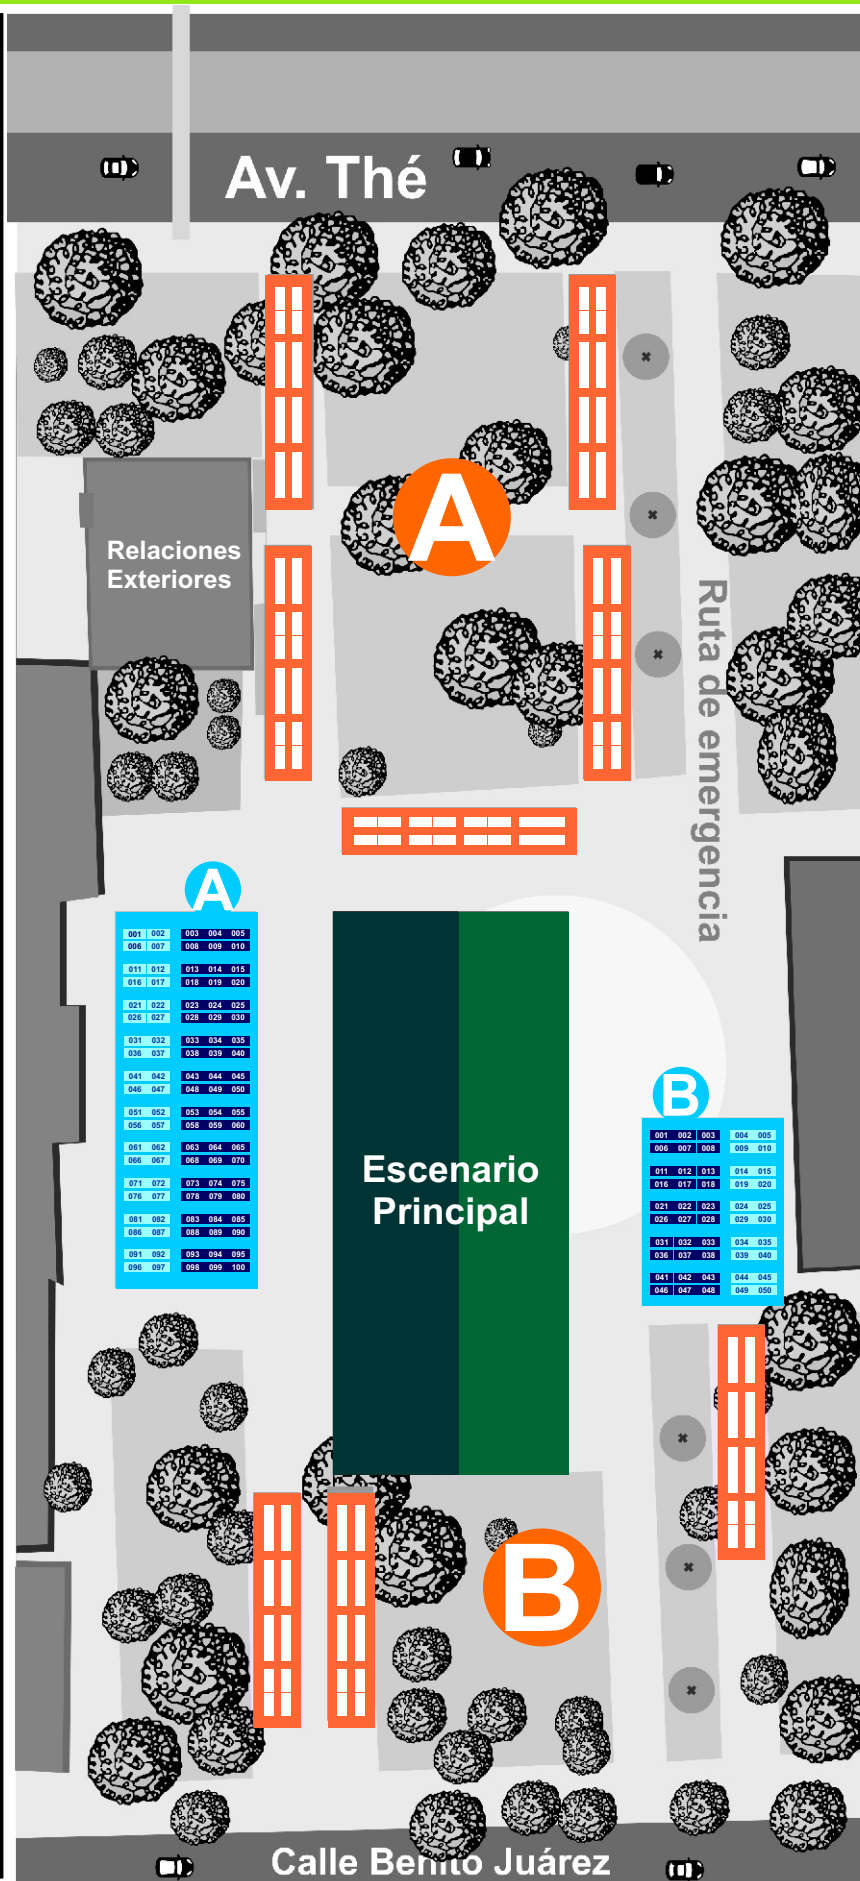 Av. Thé
A
Relaciones
Exteriores
Ruta de emergencia
A
001 002 003 004 005
006 007 008 009 010
011 012 013 014 015
016 017 018 019 020
021 022 023 024 025
026 027 028 029 030
031 032 033 034 035
036 037 038 039 040
041 042 043 044 045
046 047 048 049 050
051 052 053 054 055
056 057 058 059 060
061 062 063 064 065
066 067 068 069 070
071 072 073 074 075
076 077 078 079 080
081 082 083 084 085
086 087 088 089 090
091 092 093 094 095
096 097 098 099 100
Escenario
Principal
B
001 002 003 004 005
006 007 008 009 010
011 012 013 014 015
016 017 018 019 020
021 022 023 024 025
026 027 028 029 030
031 032 033 034 035
036 037 038 039 040
041 042 043 044 045
046 047 048 049 050
B
Calle Benito Juárez